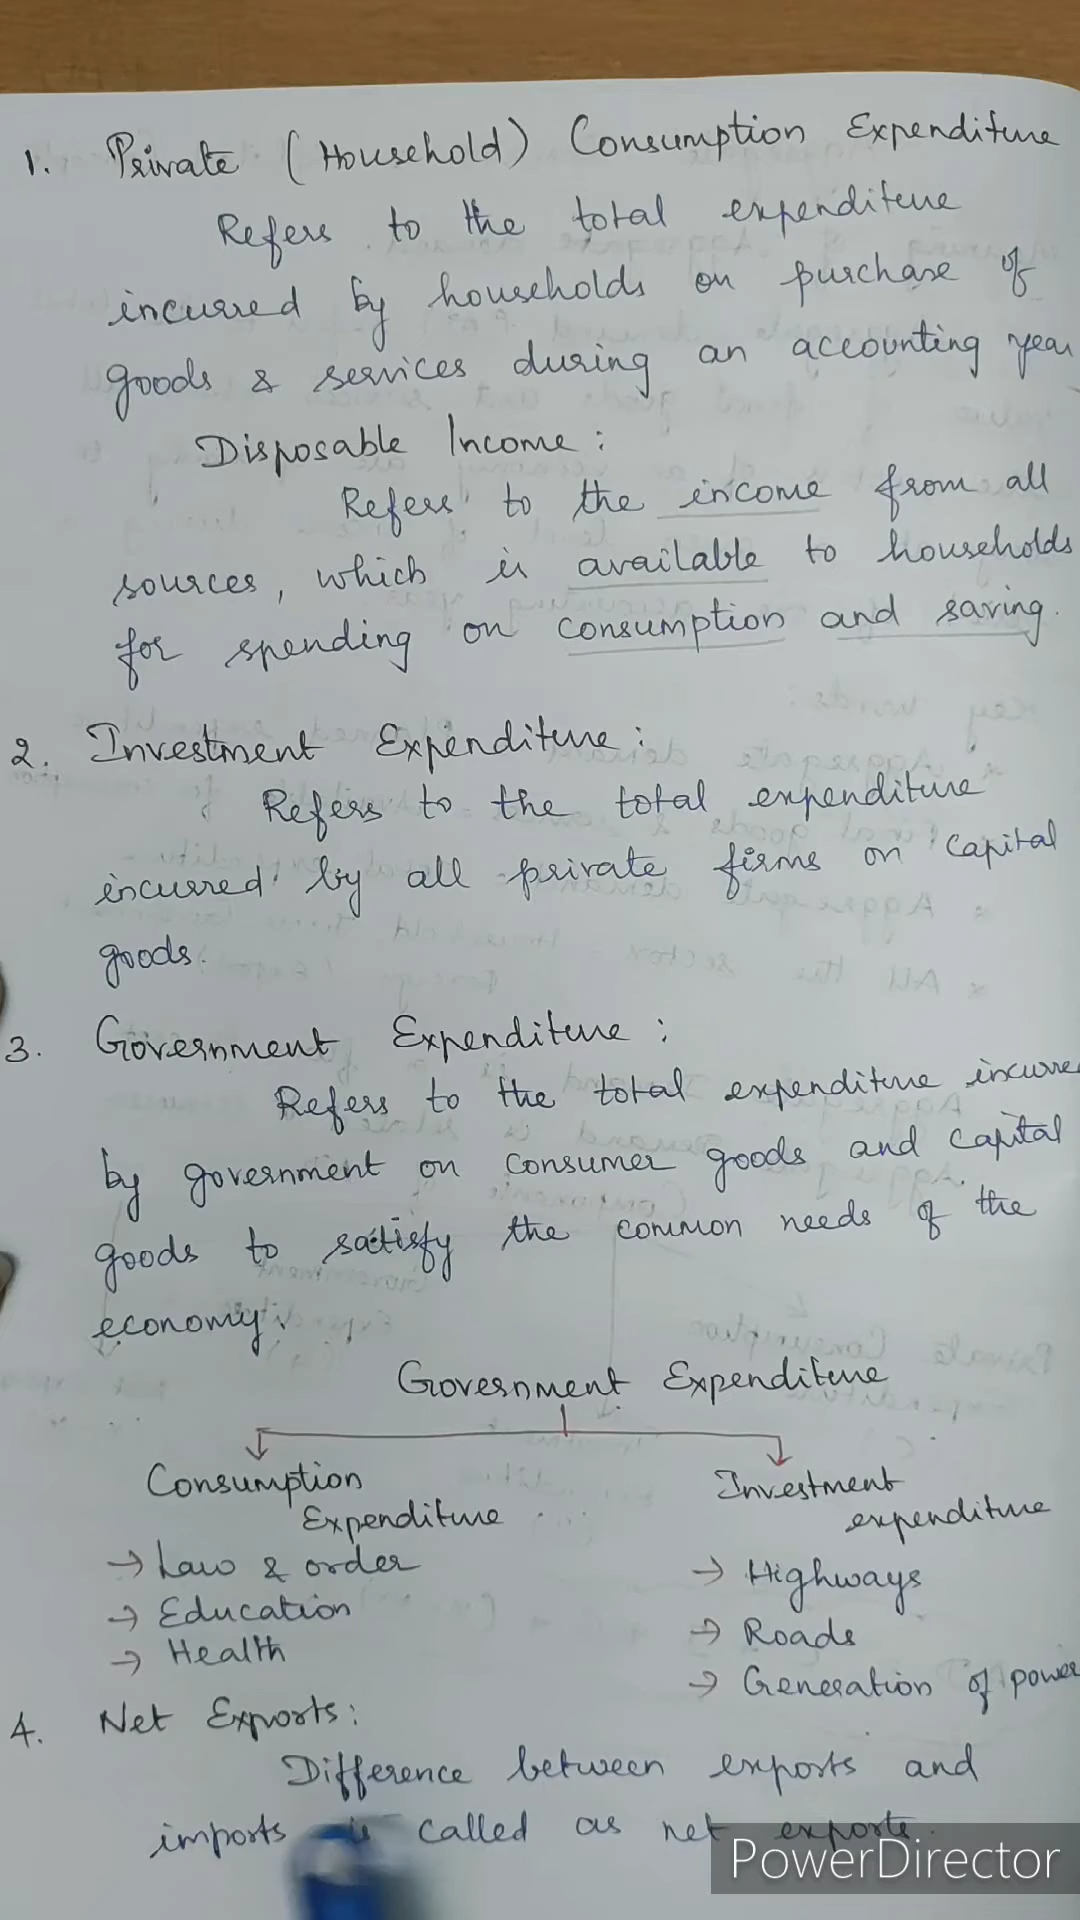 1. Private (Household) Consumption Expenditure
Refers to the total expenditure
incurred by households on purchase of
goods & services during an accounting year
Disposable Income :
Refers to the income from all
sources, which is available to households
for spending on consumption and saving.
2. Investment Expenditure :
Refers to the total expenditure
incurred by all private firms on capital
goods.
3. Government Expenditure :
Refers to the total expenditure incurre
by government on consumer goods and capital
goods to satisfy the common needs of the
economy.
Government Expenditure
Consumption Expenditure
→ Law & order
→ Education
→ Health
Investment expenditure
→ Highways
→ Roads
→ Generation of power
4. Net Exports :
Difference between exports and
imports is called as net exports.
PowerDirector